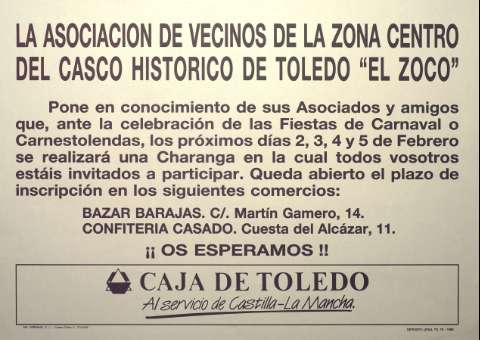 LA ASOCIACION DE VECINOS DE LA ZONA CENTRO
DEL CASCO HISTORICO DE TOLEDO "EL ZOCO"
Pone en conocimiento de sus Asociados y amigos
que, ante la celebración de las Fiestas de Carnaval o
Carnestolendas, los próximos días 2, 3, 4 y 5 de Febrero
se realizará una Charanga en la cual todos vosotros
estáis invitados a participar. Queda abierto el plazo de
inscripción en los siguientes comercios:
BAZAR BARAJAS. C/. Martín Gamero, 14.
CONFITERIA CASADO. Cuesta del Alcázar, 11.
¡¡ OS ESPERAMOS !!
CAJA DE TOLEDO
Al servicio de Castilla-La Mancha.